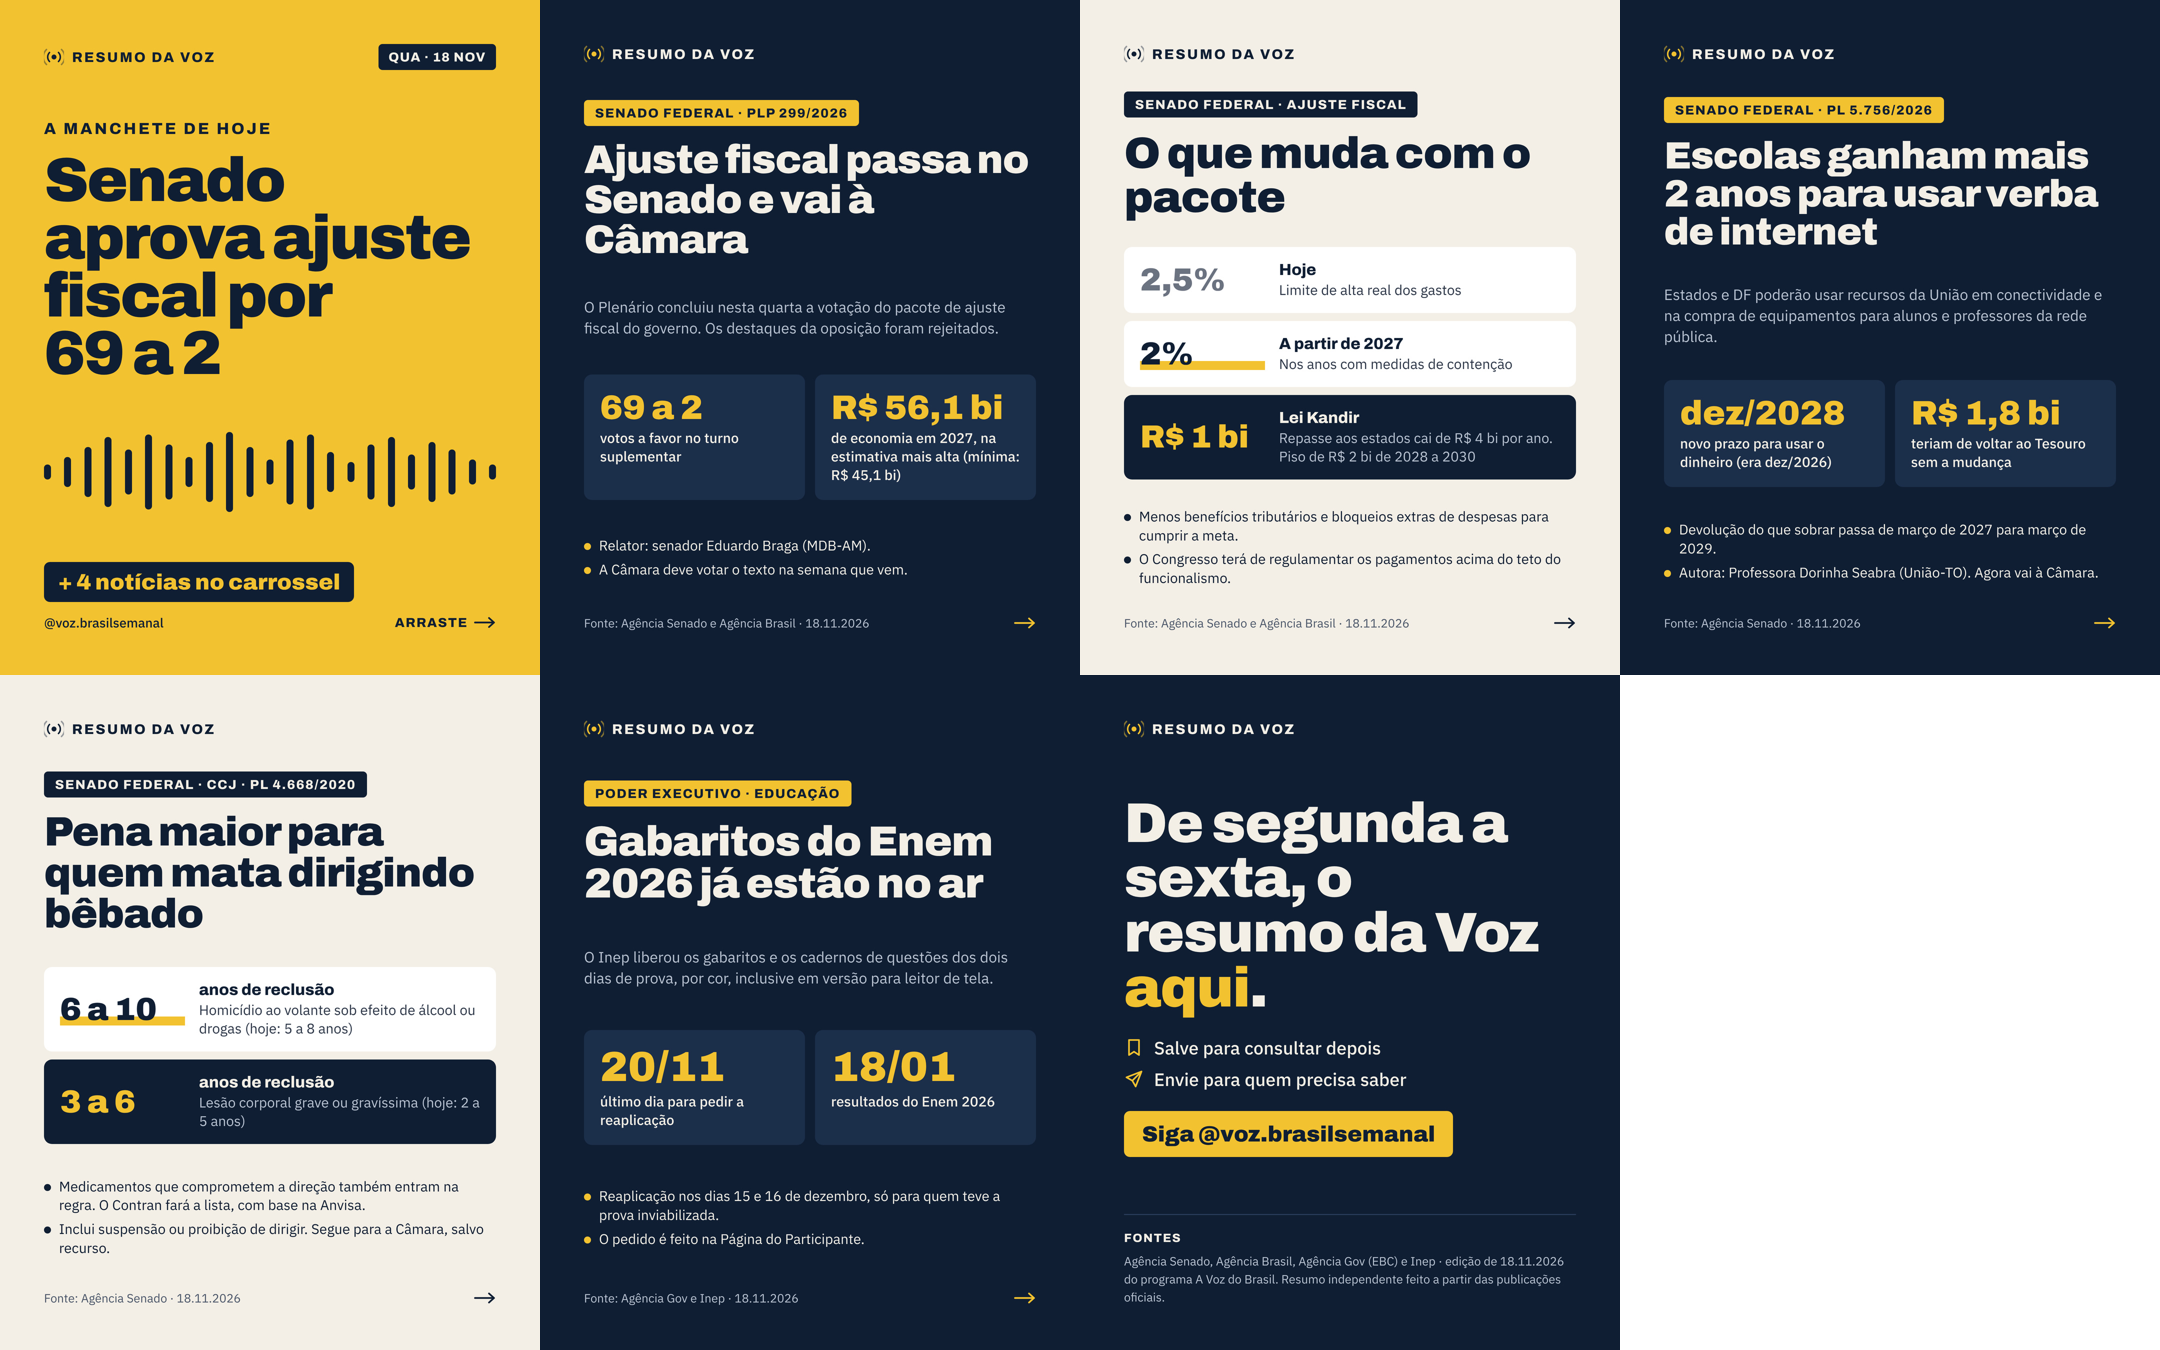 RESUMO DA VOZ
QUA · 18 NOV
A MANCHETE DE HOJE
Senado
aprova ajuste
fiscal por
69 a 2
+ 4 notícias no carrossel
@voz.brasilsemanal
ARRASTE
RESUMO DA VOZ
SENADO FEDERAL · PLP 299/2026
Ajuste fiscal passa no
Senado e vai à
Câmara
O Plenário concluiu nesta quarta a votação do pacote de ajuste
fiscal do governo. Os destaques da oposição foram rejeitados.
69 a 2
votos a favor no turno
suplementar
R$ 56,1 bi
de economia em 2027, na
estimativa mais alta (mínima:
R$ 45,1 bi)
Relator: senador Eduardo Braga (MDB-AM).
A Câmara deve votar o texto na semana que vem.
Fonte: Agência Senado e Agência Brasil · 18.11.2026
RESUMO DA VOZ
SENADO FEDERAL · AJUSTE FISCAL
O que muda com o
pacote
2,5%
Hoje
Limite de alta real dos gastos
2%
A partir de 2027
Nos anos com medidas de contenção
R$ 1 bi
Lei Kandir
Repasse aos estados cai de R$ 4 bi por ano.
Piso de R$ 2 bi de 2028 a 2030
Menos benefícios tributários e bloqueios extras de despesas para
cumprir a meta.
O Congresso terá de regulamentar os pagamentos acima do teto do
funcionalismo.
Fonte: Agência Senado e Agência Brasil · 18.11.2026
RESUMO DA VOZ
SENADO FEDERAL · PL 5.756/2026
Escolas ganham mais
2 anos para usar verba
de internet
Estados e DF poderão usar recursos da União em conectividade e
na compra de equipamentos para alunos e professores da rede
pública.
dez/2028
novo prazo para usar o
dinheiro (era dez/2026)
R$ 1,8 bi
teriam de voltar ao Tesouro
sem a mudança
Devolução do que sobrar passa de março de 2027 para março de
2029.
Autora: Professora Dorinha Seabra (União-TO). Agora vai à Câmara.
Fonte: Agência Senado · 18.11.2026
RESUMO DA VOZ
SENADO FEDERAL · CCJ · PL 4.668/2020
Pena maior para
quem mata dirigindo
bêbado
6 a 10
anos de reclusão
Homicídio ao volante sob efeito de álcool ou
drogas (hoje: 5 a 8 anos)
3 a 6
anos de reclusão
Lesão corporal grave ou gravíssima (hoje: 2 a
5 anos)
Medicamentos que comprometem a direção também entram na
regra. O Contran fará a lista, com base na Anvisa.
Inclui suspensão ou proibição de dirigir. Segue para a Câmara, salvo
recurso.
Fonte: Agência Senado · 18.11.2026
RESUMO DA VOZ
PODER EXECUTIVO · EDUCAÇÃO
Gabaritos do Enem
2026 já estão no ar
O Inep liberou os gabaritos e os cadernos de questões dos dois
dias de prova, por cor, inclusive em versão para leitor de tela.
20/11
último dia para pedir a
reaplicação
18/01
resultados do Enem 2026
Reaplicação nos dias 15 e 16 de dezembro, só para quem teve a
prova inviabilizada.
O pedido é feito na Página do Participante.
Fonte: Agência Gov e Inep · 18.11.2026
RESUMO DA VOZ
De segunda a
sexta, o
resumo da Voz
aqui.
Salve para consultar depois
Envie para quem precisa saber
Siga @voz.brasilsemanal
FONTES
Agência Senado, Agência Brasil, Agência Gov (EBC) e Inep · edição de 18.11.2026
do programa A Voz do Brasil. Resumo independente feito a partir das publicações
oficiais.